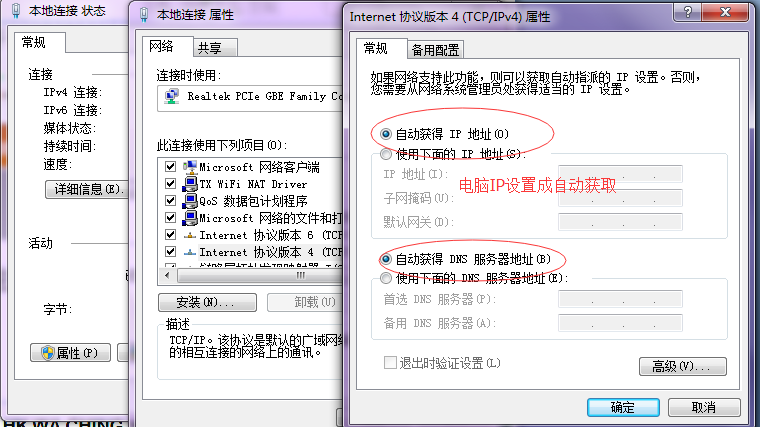 本地连接 状态
常规
连接
IPv4 连接:
IPv6 连接:
媒体状态:
持续时间:
速度:
详细信息(E)..
活动
字节:
属性(P)
HK WA CHING
本地连接 属性
网络
共享
连接时使用:
Realtek PCIe GBE Family Co
此连接使用下列项目(O):
Microsoft 网络客户端
TX WiFi NAT Driver
QoS 数据包计划程序
Microsoft 网络的文件和打
Internet 协议版本 6 (TCP
Internet 协议版本 4 (TCP
安装(N)...
卸载(U)
描述
TCP/IP。该协议是默认的广域网络
的相互连接的网络上的通讯。
Internet 协议版本 4 (TCP/IPv4) 属性
常规
备用配置
如果网络支持此功能，则可以获取自动指派的 IP 设置。否则，
您需要从网络系统管理员处获得适当的 IP 设置。
自动获得 IP 地址(O)
使用下面的 IP 地址(S):
IP 地址(I):
电脑IP设置成自动获取
子网掩码(U):
默认网关(D):
自动获得 DNS 服务器地址(B)
使用下面的 DNS 服务器地址(E):
首选 DNS 服务器(P):
备用 DNS 服务器(A):
退出时验证设置(L)
高级(V)...
确定
取消